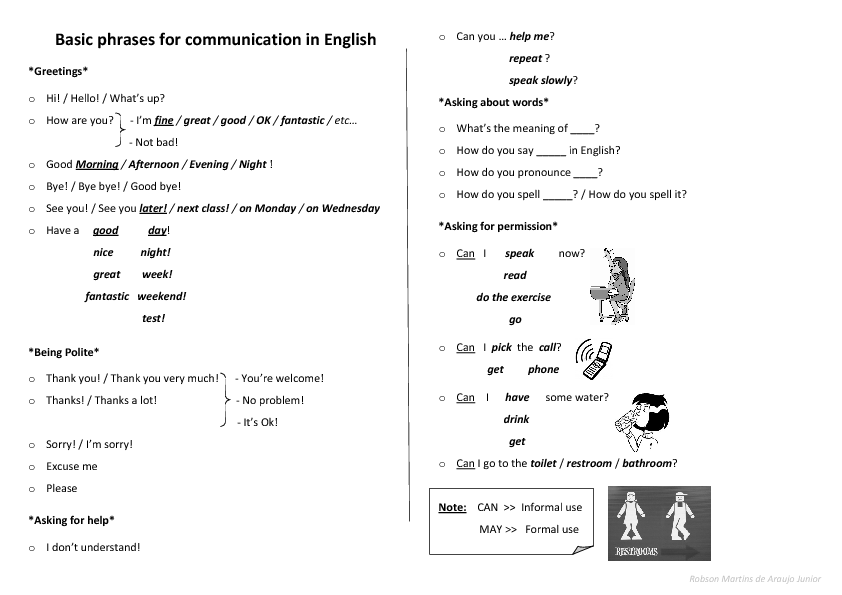 Basic phrases for communication in English
*Greetings*
o Hi! / Hello! / What's up?
o How are you? - I'm fine / great / good / OK / fantastic / etc...
- Not bad!
o Good Morning / Afternoon / Evening / Night !
o Bye! / Bye bye! / Good bye!
o See you! / See you later! / next class! / on Monday / on Wednesday
o Have a good day!
nice night!
great week!
fantastic weekend!
test!
*Being Polite*
o Thank you! / Thank you very much! - You're welcome!
o Thanks! / Thanks a lot! - No problem!
- It's Ok!
o Sorry! / I'm sorry!
o Excuse me
o Please
*Asking for help*
o I don't understand!
o Can you … help me?
repeat ?
speak slowly?
*Asking about words*
o What's the meaning of ____?
o How do you say _____ in English?
o How do you pronounce ____?
o How do you spell _____? / How do you spell it?
*Asking for permission*
o Can I speak now?
read
do the exercise
go
o Can I pick the call?
get phone
o Can I have some water?
drink
get
o Can I go to the toilet / restroom / bathroom?
Note: CAN >> Informal use
MAY >> Formal use
RESTROOMS
Robson Martins de Araujo Junior